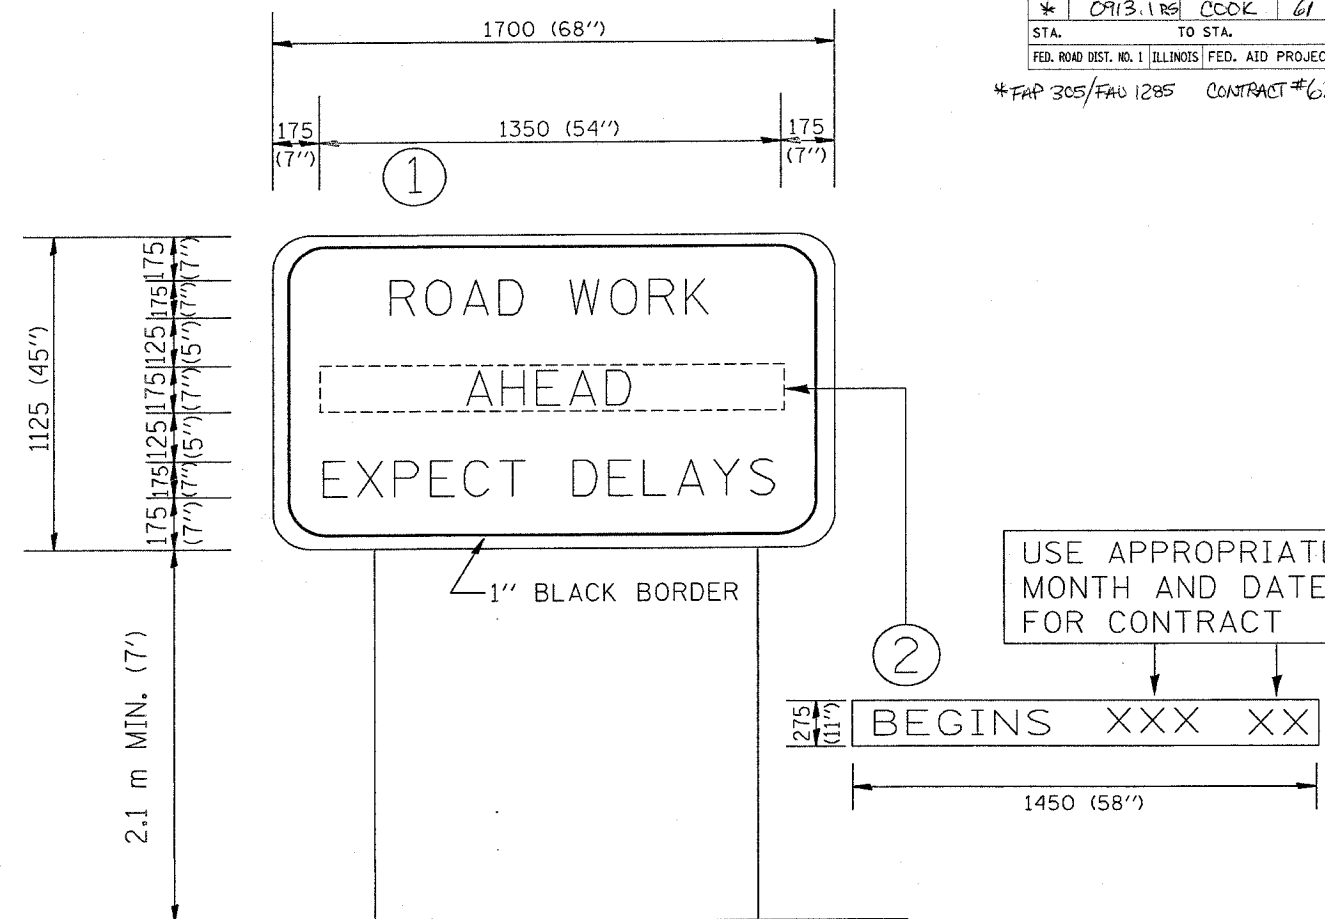 * 0913.1 RS COOK 61
STA. TO STA.
FED. ROAD DIST. NO. 1 ILLINOIS FED. AID PROJEC
*FAP 305/FAU 1285 CONTRACT #6
1700 (68'')
175 1350 (54'') 175
(7'') (7'')
1
1125 (45'')
175 (7'')
175 (7'')
125 (5'')
175 (7'')
125 (5'')
175 (7'')
175 (7'')
ROAD WORK
AHEAD
EXPECT DELAYS
1'' BLACK BORDER
2.1 m MIN. (7')
USE APPROPRIATE
MONTH AND DATE
FOR CONTRACT
2
275 (11'')
BEGINS XXX XX
1450 (58'')